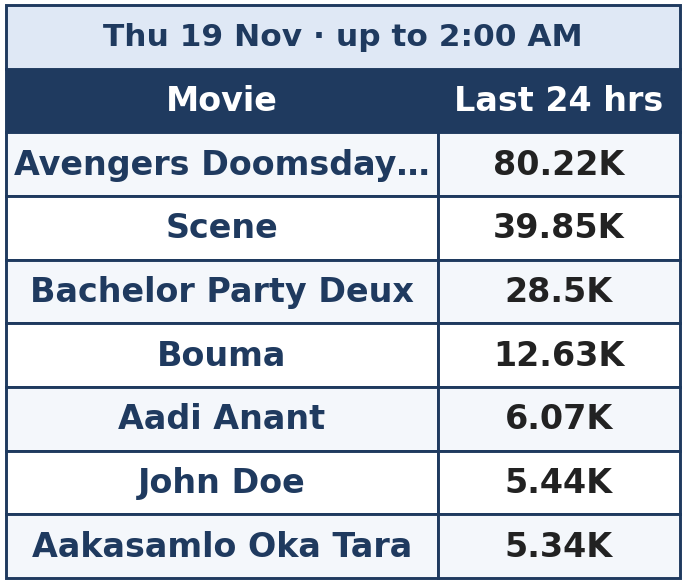 Thu 19 Nov · up to 2:00 AM
Movie Last 24 hrs
Avengers Doomsday... 80.22K
Scene 39.85K
Bachelor Party Deux 28.5K
Bouma 12.63K
Aadi Anant 6.07K
John Doe 5.44K
Aakasamlo Oka Tara 5.34K